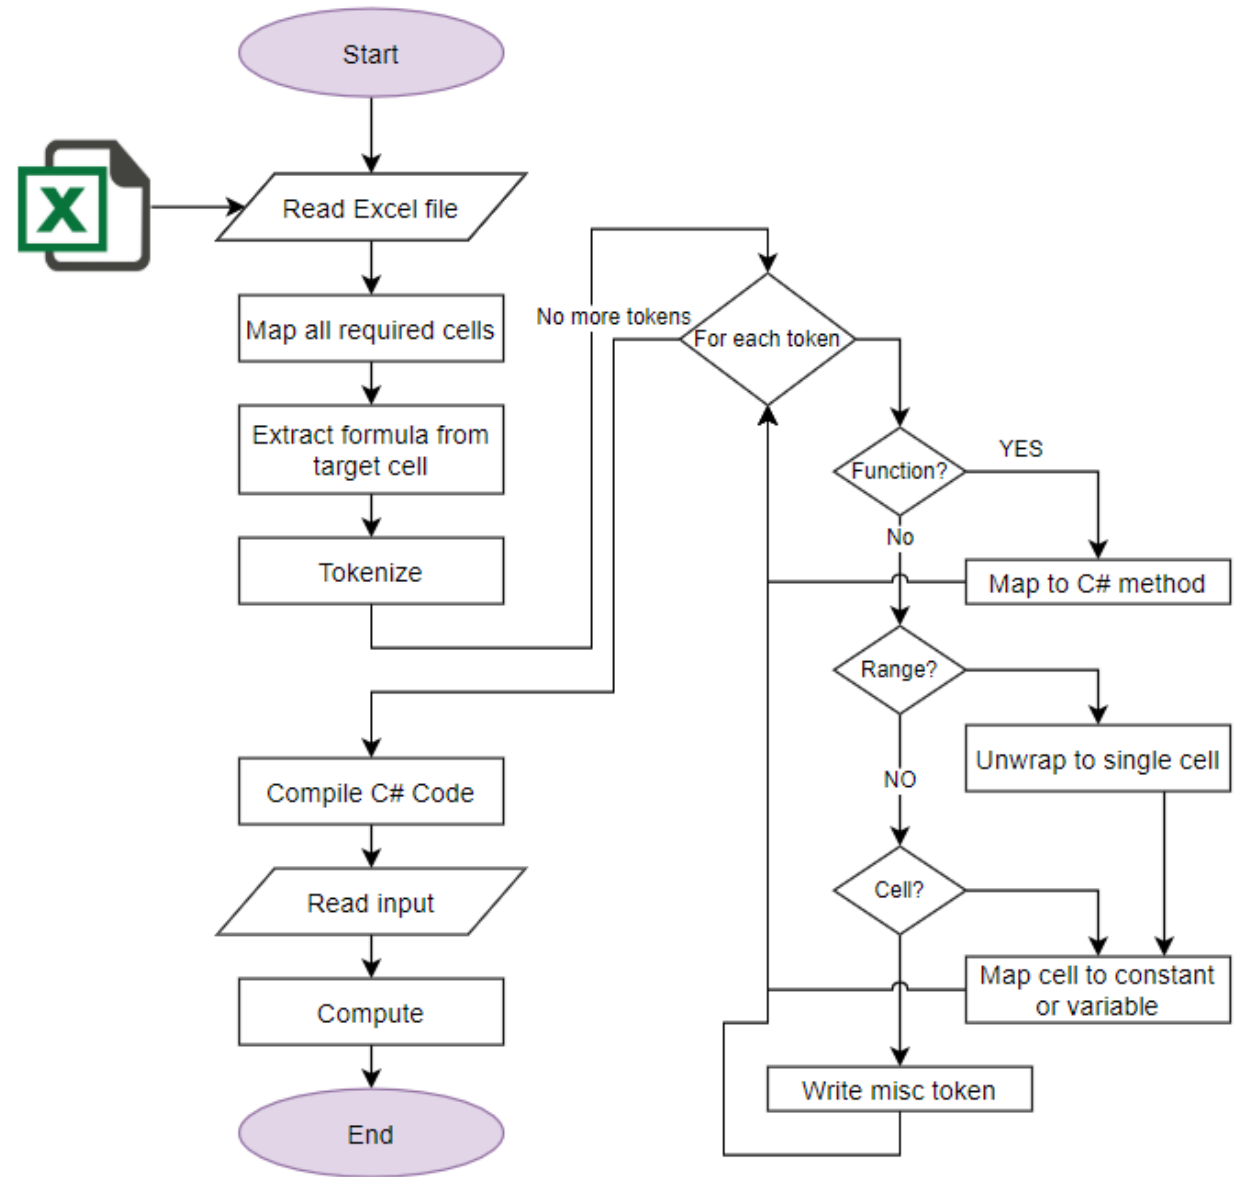 Start
X
Read Excel file
Map all required cells
Extract formula from
target cell
Tokenize
No more tokens
For each token
Function?
YES
No
Map to C# method
Range?
Unwrap to single cell
NO
Cell?
Map cell to constant
or variable
Write misc token
Compile C# Code
Read input
Compute
End